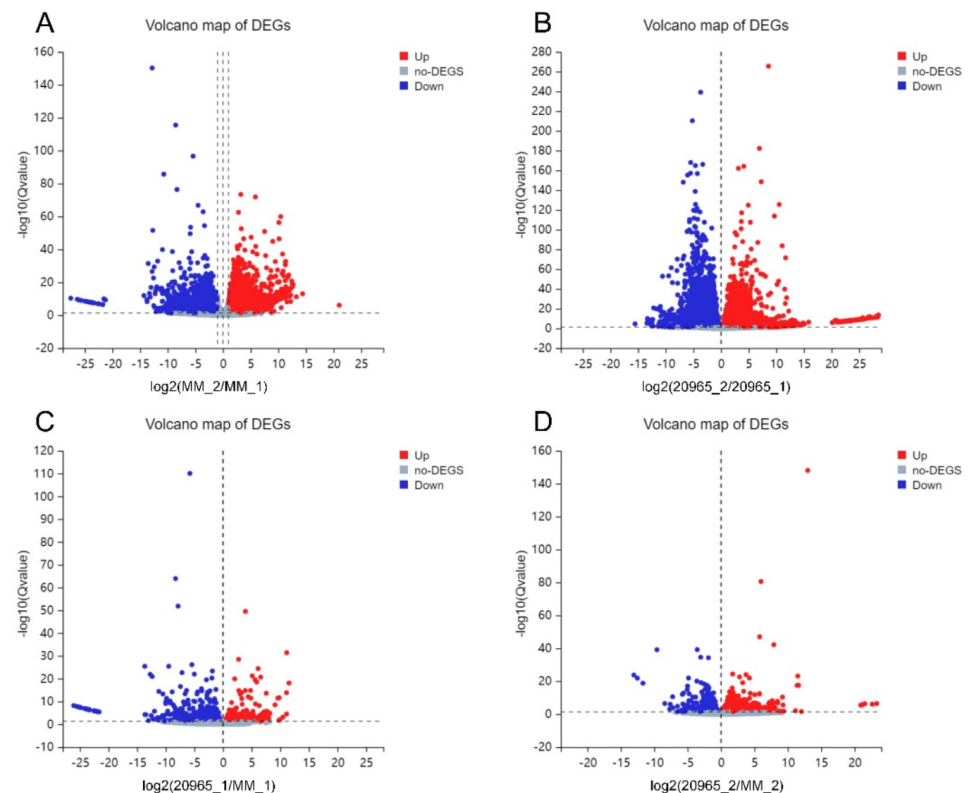 A
Volcano map of DEGs
160
140
120
100
80
60
40
20
0
-20
-log10(Qvalue)
-25 -20 -15 -10 -5 0 5 10 15 20 25
log2(MM_2/MM_1)
Up
no-DEGS
Down
B
Volcano map of DEGs
280
260
240
220
200
180
160
140
120
100
80
60
40
20
0
-20
-log10(Qvalue)
-25 -20 -15 -10 -5 0 5 10 15 20 25
log2(20965_2/20965_1)
Up
no-DEGS
Down
C
Volcano map of DEGs
120
110
100
90
80
70
60
50
40
30
20
10
0
-10
-log10(Qvalue)
-25 -20 -15 -10 -5 0 5 10 15 20 25
log2(20965_1/MM_1)
Up
no-DEGS
Down
D
Volcano map of DEGs
160
140
120
100
80
60
40
20
0
-20
-log10(Qvalue)
-20 -15 -10 -5 0 5 10 15 20
log2(20965_2/MM_2)
Up
no-DEGS
Down